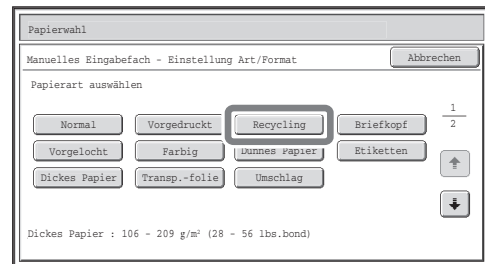 Papierwahl
Manuelles Eingabefach - Einstellung Art/Format Abbrechen
Papierart auswählen
Normal Vorgedruckt Recycling Briefkopf 1
2
Vorgelocht Farbig Dünnes Papier Etiketten
Dickes Papier Transp.-folie Umschlag
Dickes Papier : 106 - 209 g/m² (28 - 56 lbs.bond)